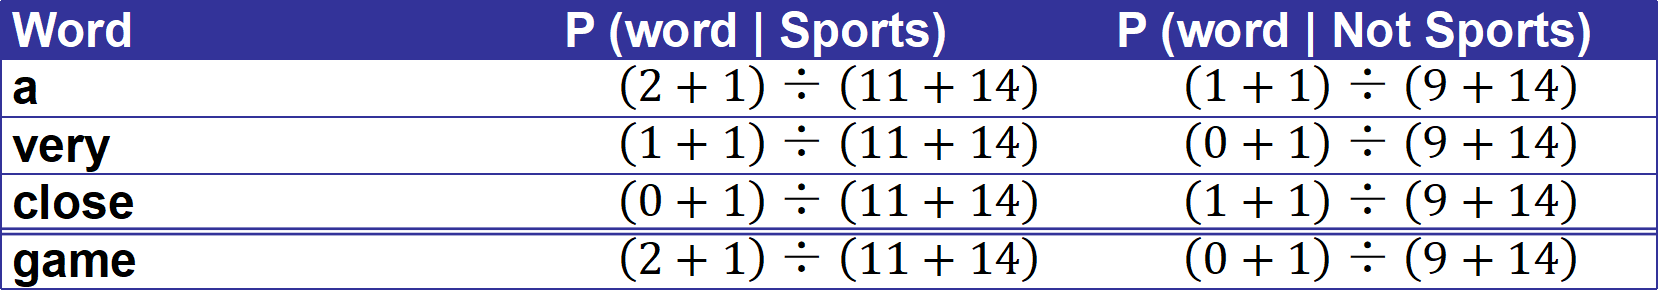 Word P (word | Sports) P (word | Not Sports)
a (2 + 1) ÷ (11 + 14) (1 + 1) ÷ (9 + 14)
very (1 + 1) ÷ (11 + 14) (0 + 1) ÷ (9 + 14)
close (0 + 1) ÷ (11 + 14) (1 + 1) ÷ (9 + 14)
game (2 + 1) ÷ (11 + 14) (0 + 1) ÷ (9 + 14)